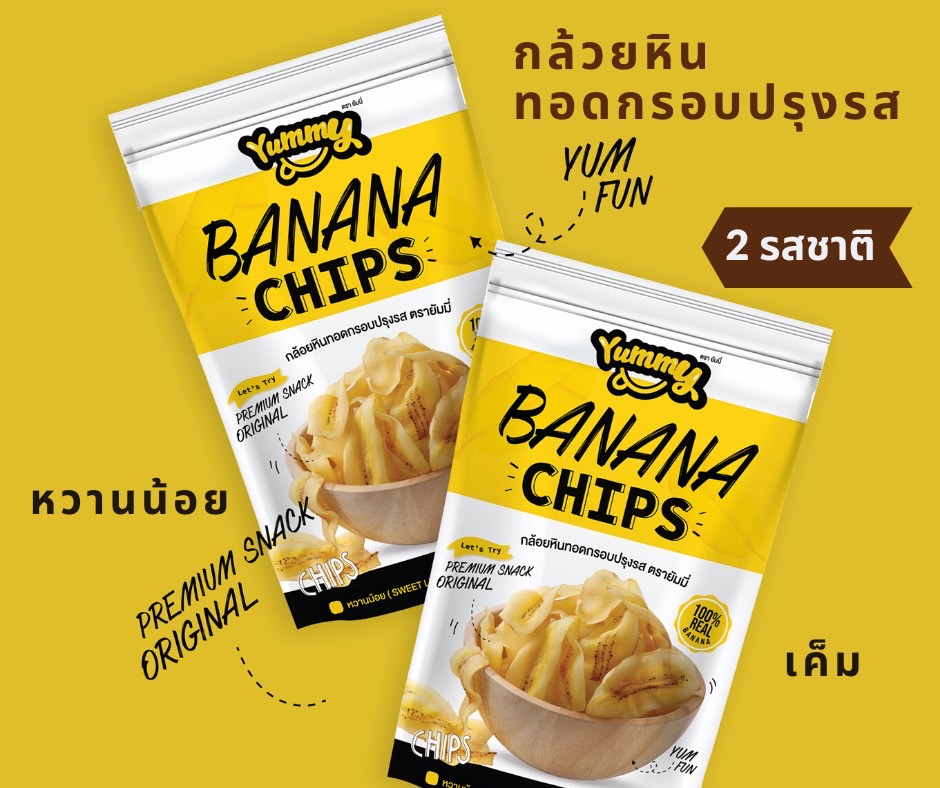 กล้วยหิน
ทอดกรอบปรุงรส
YUM
FUN
2 รสชาติ
ตรา ยัมมี่
Yummy
BANANA
CHIPS
กล้อยหินทอดกรอบปรุงรส ตรายัมมี่
Let's Try
PREMIUM SNACK
ORIGINAL
CHIPS
หวานน้อย ( SWEET
หวานน้อย
PREMIUM SNACK
ORIGINAL
Yummy
ตรา ยัมมี่
BANANA
CHIPS
กล้อยหินทอดกรอบปรุงรส ตรายัมมี่
Let's Try
PREMIUM SNACK
ORIGINAL
100%
REAL
BANANA
CHIPS
YUM
FUN
เค็ม